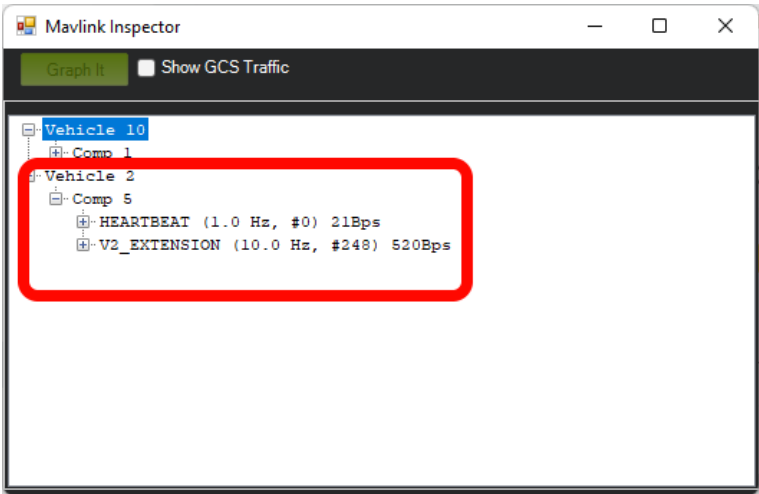 Mavlink Inspector
Graph It Show GCS Traffic
Vehicle 10
Comp 1
Vehicle 2
Comp 5
HEARTBEAT (1.0 Hz, #0) 21Bps
V2_EXTENSION (10.0 Hz, #248) 520Bps